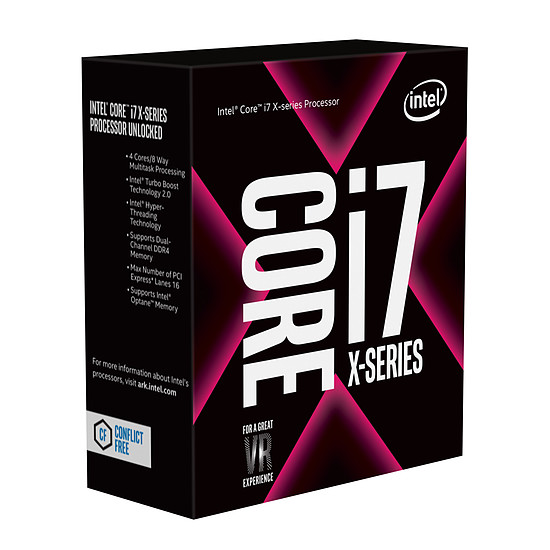 INTEL® CORE™ i7 X-SERIES
PROCESSOR UNLOCKED
• 4 Cores/8 Way
Multitask Processing
• Intel® Turbo Boost
Technology 2.0
• Intel® Hyper-
Threading
Technology
• Supports Dual-
Channel DDR4
Memory
• Max Number of PCI
Express® Lanes 16
• Supports Intel®
Optane™ Memory
For more information about Intel's
processors, visit ark.intel.com
CF
CONFLICT
FREE
Intel® Core™ i7 X-series Processor
intel®
CORE
i7
X-SERIES
FOR A GREAT
VR
EXPERIENCE